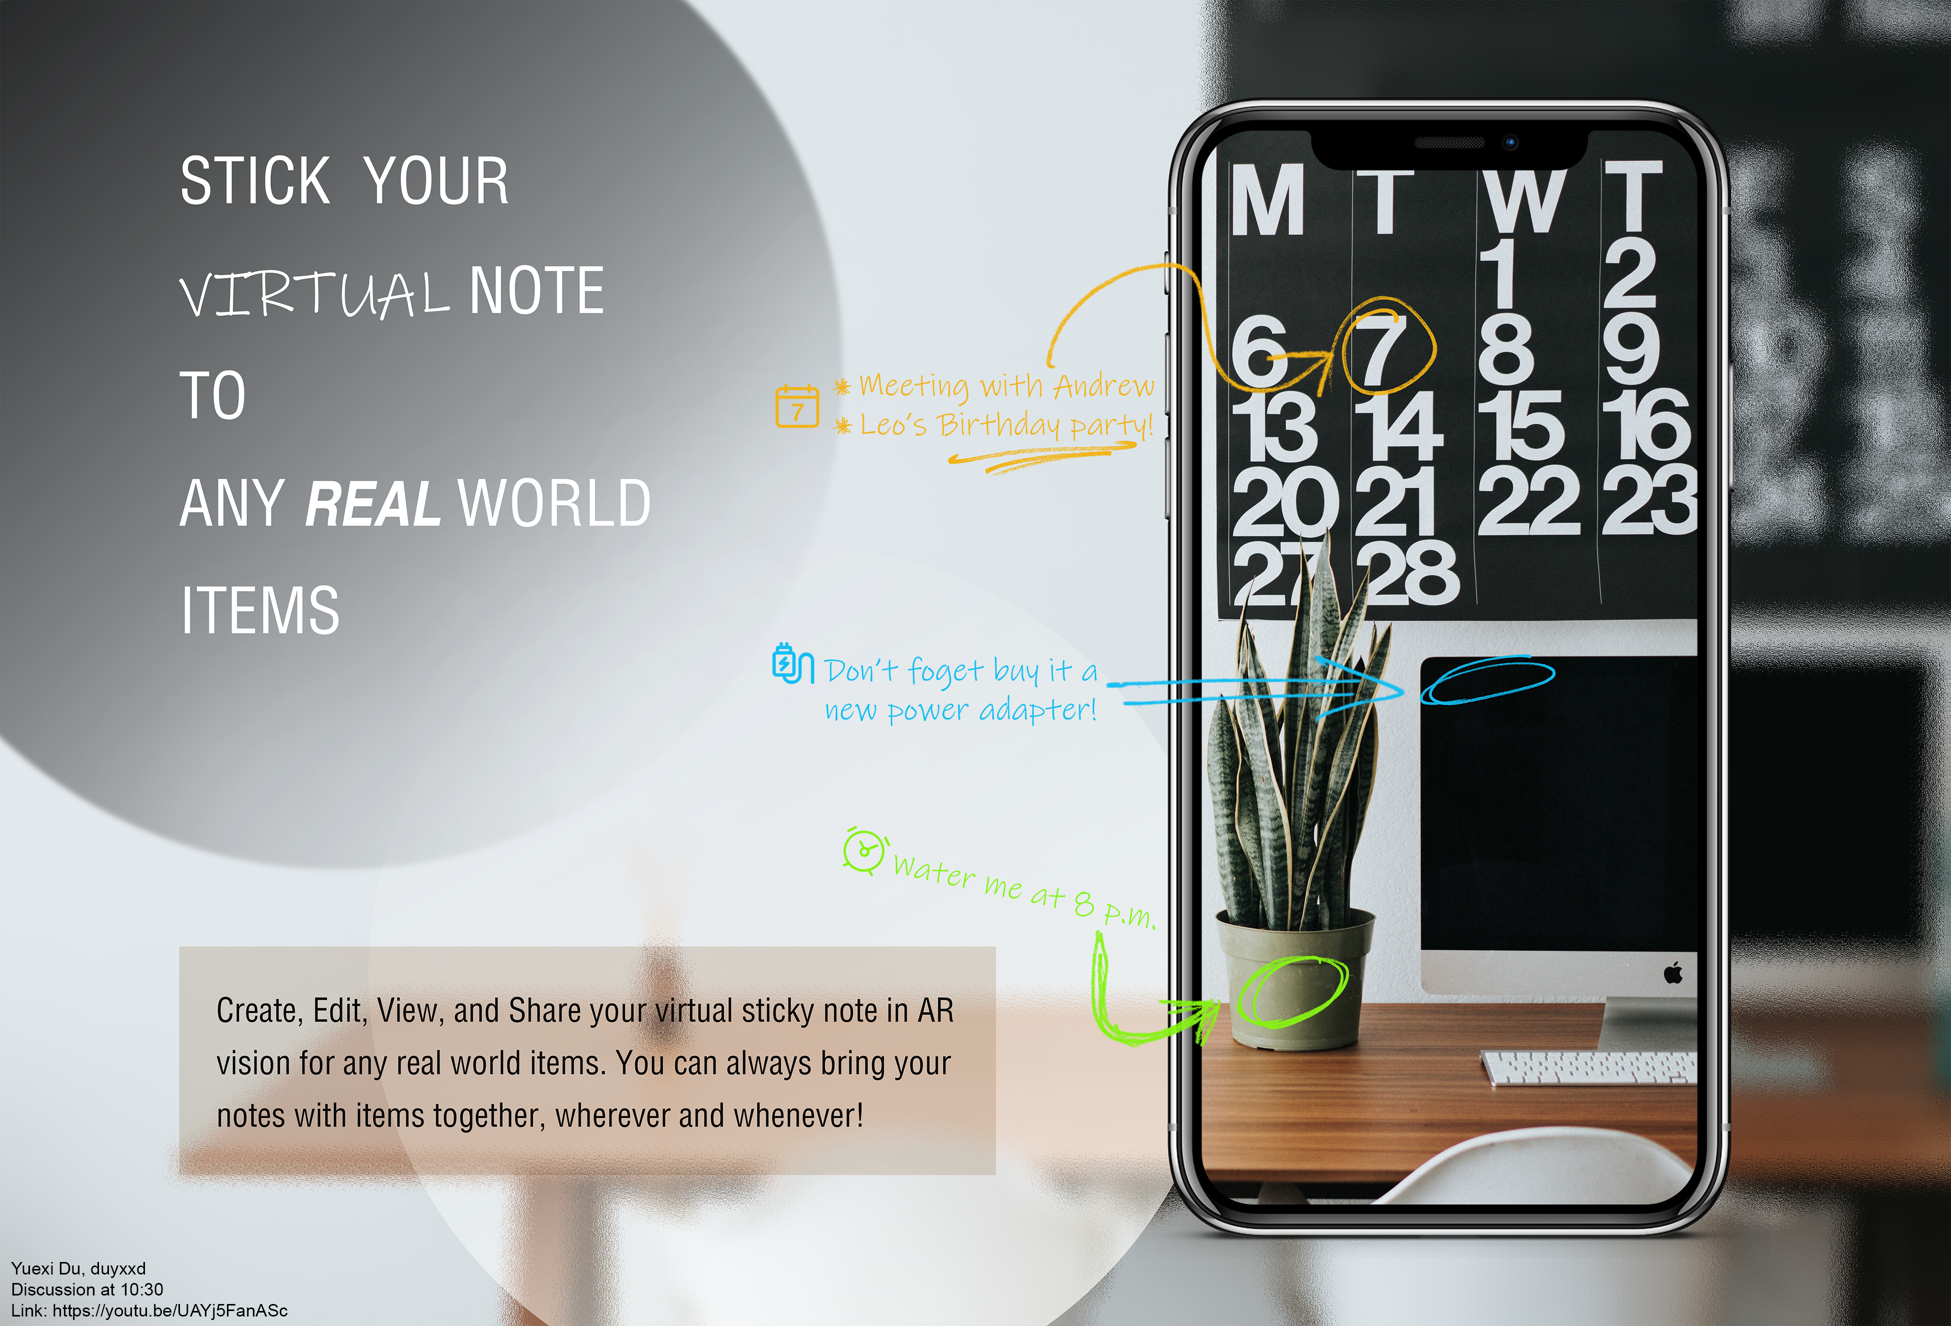 STICK YOUR
VIRTUAL NOTE
TO
ANY REAL WORLD
ITEMS
7
* Meeting with Andrew
* Leo's Birthday party!
Don't foget buy it a
new power adapter!
Water me at 8 p.m.
M T W T
1 2
6 7 8 9
13 14 15 16
20 21 22 23
27 28
Create, Edit, View, and Share your virtual sticky note in AR
vision for any real world items. You can always bring your
notes with items together, wherever and whenever!
Yuexi Du, duyxxd
Discussion at 10:30
Link: https://youtu.be/UAYj5FanASc